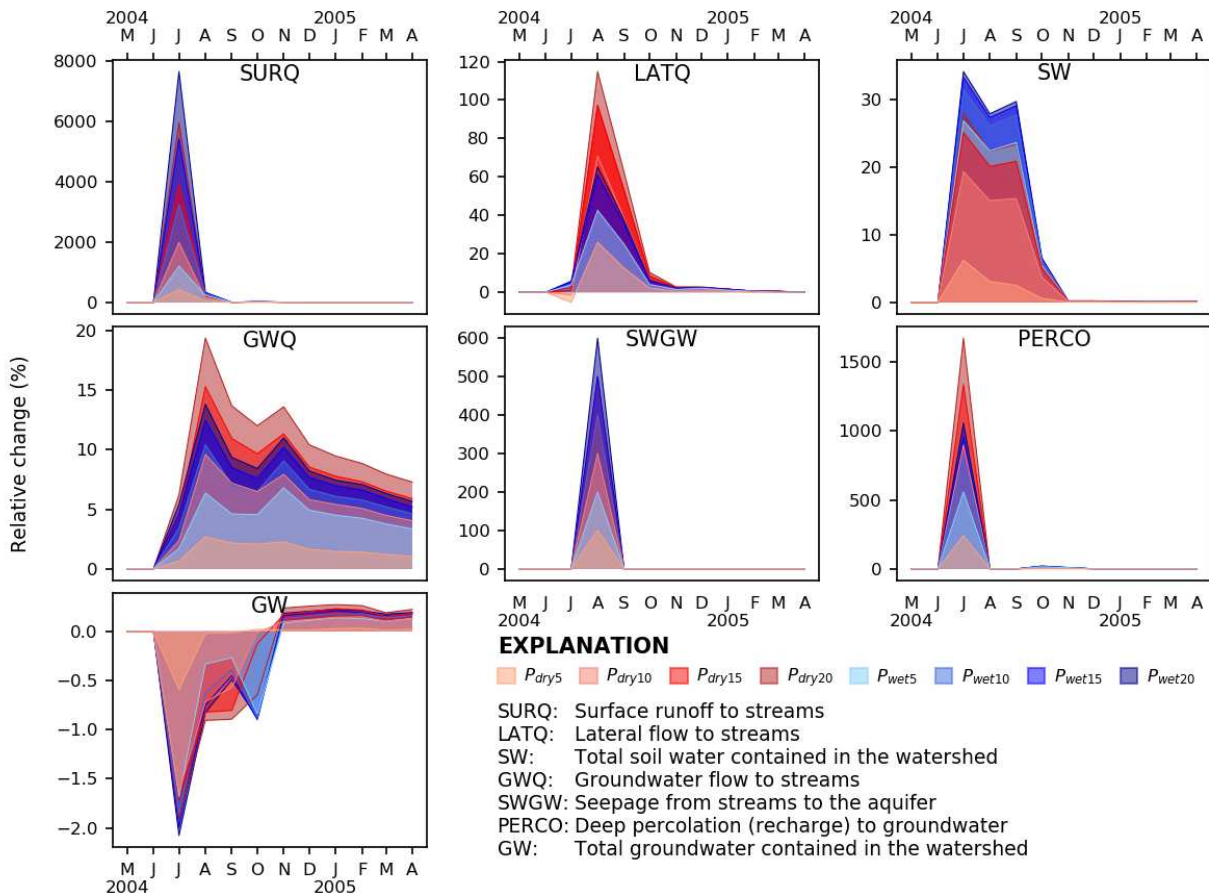 2004 2005 2004 2005 2004 2005
M J J A S O N D J F M A M J J A S O N D J F M A M J J A S O N D J F M A
SURQ
8000
6000
4000
2000
0
LATQ
120
100
80
60
40
20
0
SW
30
20
10
0
Relative change (%)
GWQ
20
15
10
5
0
SWGW
600
500
400
300
200
100
0
PERCO
1500
1000
500
0
M J J A S O N D J F M A M J J A S O N D J F M A
2004 2005 2004 2005
GW
0.0
−0.5
−1.0
−1.5
−2.0
M J J A S O N D J F M A
2004 2005
EXPLANATION
Pdry5 Pdry10 Pdry15 Pdry20 Pwet5 Pwet10 Pwet15 Pwet20
SURQ: Surface runoff to streams
LATQ: Lateral flow to streams
SW: Total soil water contained in the watershed
GWQ: Groundwater flow to streams
SWGW: Seepage from streams to the aquifer
PERCO: Deep percolation (recharge) to groundwater
GW: Total groundwater contained in the watershed